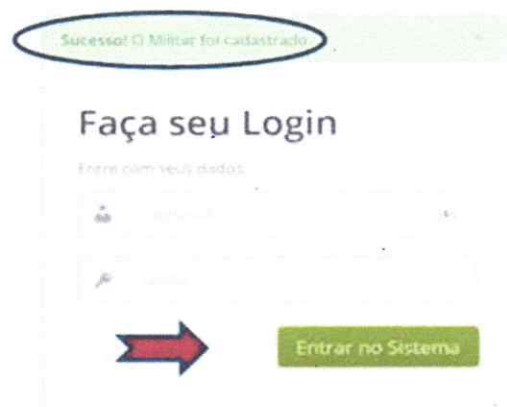 Sucesso! O Militar foi cadastrado.
Faça seu Login
Entre com seus dados.
Entrar no Sistema